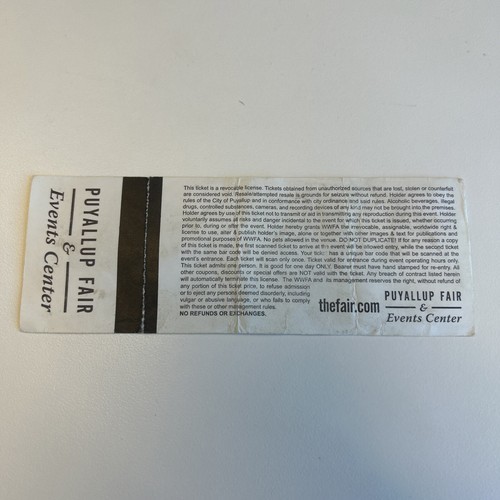 PUYALLUP FAIR
&
Events Center
This ticket is a revocable license. Tickets obtained from unauthorized sources that are lost, stolen or counterfeit
are considered void. Resale/attempted resale is grounds for seizure without refund. Holder agrees to obey the
rules of the City of Puyallup and in conformance with city ordinance and said rules. Alcoholic beverages, illegal
drugs, controlled substances, cameras, and recording devices of any kind may not be brought into the premises.
Holder agrees by use of this ticket not to transmit or aid in transmitting any reproduction during this event. Holder
voluntarily assumes all risks and danger incidental to the event for which this ticket is issued, whether occurring
prior to, during or after the event. Holder hereby grants WWFA the irrevocable, assignable, worldwide right &
license to use, alter & publish holder's image, alone or together with other images & text for publications and
promotional purposes of WWFA. No pets allowed in the venue. DO NOT DUPLICATE! If for any reason a copy
of this ticket is made, the first scanned ticket to arrive at the event will be allowed entry, while the second ticket
with the same bar code will be denied access. Your ticket has a unique bar code that will be scanned at the
event's entrance. Each ticket will scan only once. Ticket valid for entrance during event operating hours only.
This ticket admits one person. It is good for one day ONLY. Bearer must have hand stamped for re-entry. All
other coupons, discounts or special offers are NOT valid with the ticket. Any breach of contract listed herein
will automatically terminate this license. The WWFA and its management reserves the right, without refund of
any portion of this ticket price, to refuse admission
or to eject any persons deemed disorderly, including
vulgar or abusive language, or who fails to comply
with these or other management rules.
NO REFUNDS OR EXCHANGES.
thefair.com
PUYALLUP FAIR
&
Events Center